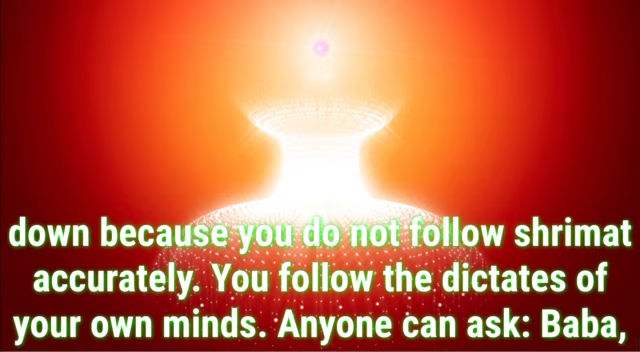 down because you do not follow shrimat
accurately. You follow the dictates of
your own minds. Anyone can ask: Baba,